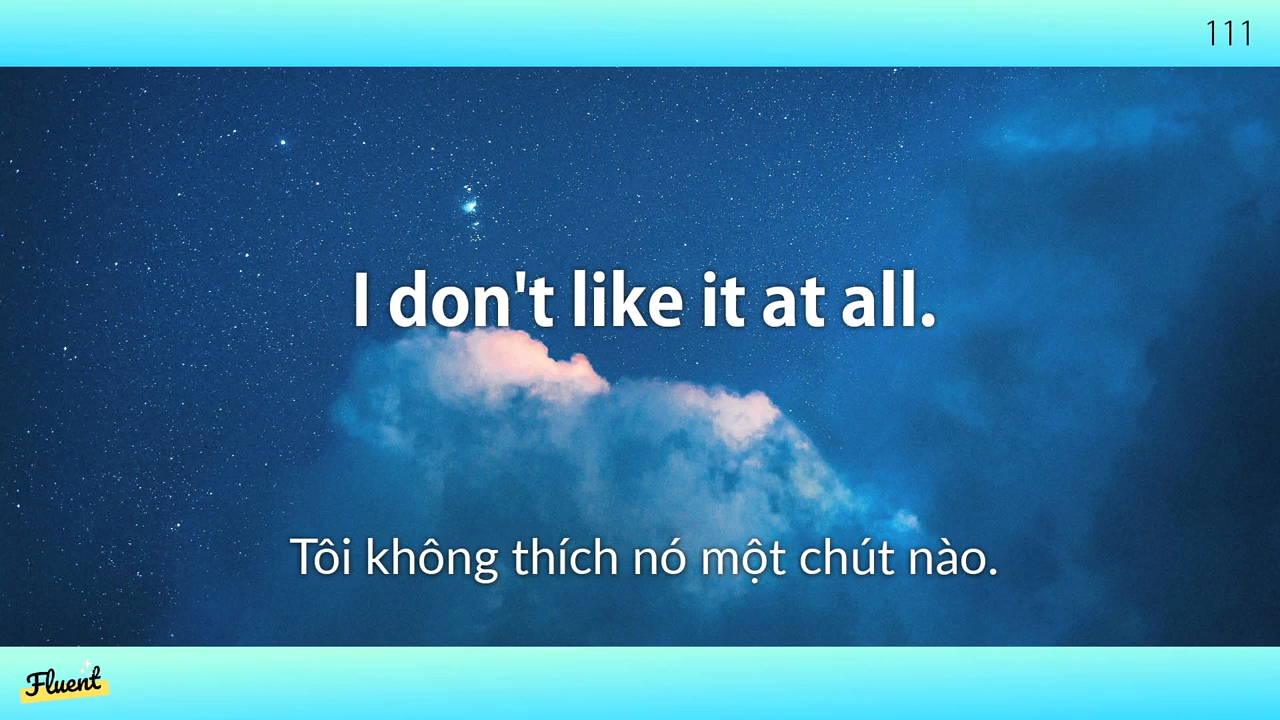 111
I don't like it at all.
Tôi không thích nó một chút nào.
Fluent